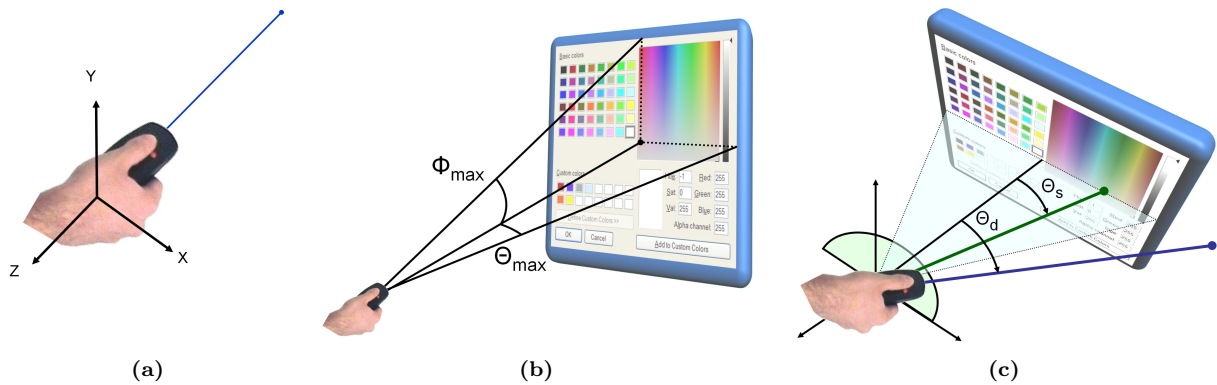 Y
Z
X
(a)
Basic colors
Φmax
Θmax
Custom colors
-1 Red: 255
Sat: 0 Green: 255
Val: 255 Blue: 255
Alpha channel: 255
Define Custom Colors >>
OK Cancel
Add to Custom Colors
(b)
Basic colors
Θs
Θd
(c)